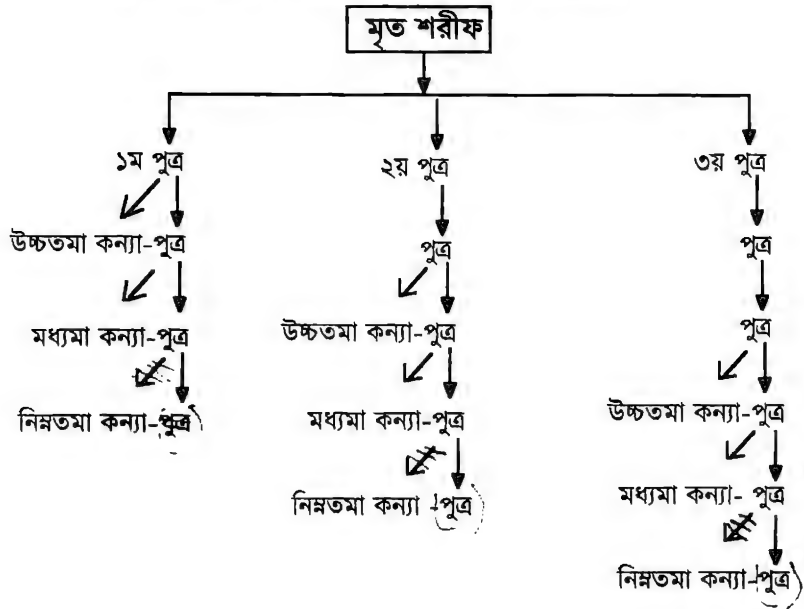 মৃত শরীফ
১ম পুত্র
২য় পুত্র
৩য় পুত্র
উচ্চতমা কন্যা-পুত্র
পুত্র
পুত্র
মধ্যমা কন্যা-পুত্র
উচ্চতমা কন্যা-পুত্র
পুত্র
নিম্নতমা কন্যা-পুত্র
মধ্যমা কন্যা-পুত্র
উচ্চতমা কন্যা-পুত্র
নিম্নতমা কন্যা -পুত্র
মধ্যমা কন্যা- পুত্র
নিম্নতমা কন্যা-পুত্র